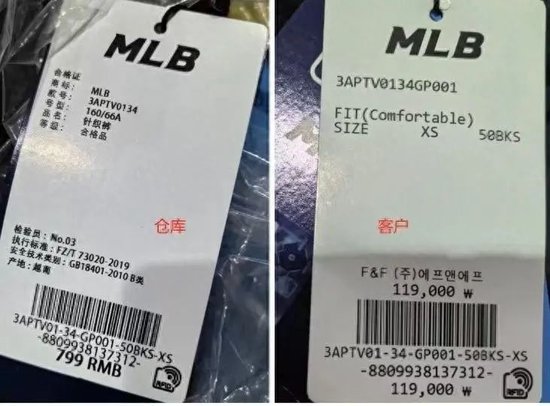 MLB
合格证
商标: MLB
款号: 3APTV0134
号型: 160/66A
品名: 针织裤
等级: 合格品
仓库
检验员: No.03
执行标准: FZ/T 73020-2019
安全技术类别: GB18401-2010 B类
产地: 越南
3APTV01-34-GP001-50BKS-XS
-8809938137312-
799 RMB
RFID
MLB
3APTV0134GP001
FIT(Comfortable)
SIZE XS 50BKS
客户
F&F (주)에프앤에프
119,000 ₩
3APTV01-34-GP001-50BKS-XS
-8809938137312-
119,000 ₩
RFID